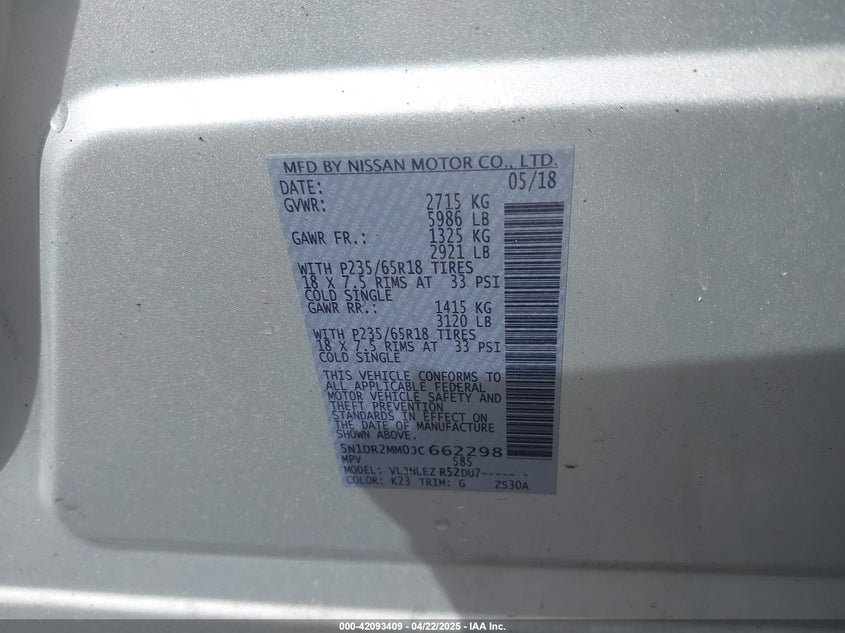 MFD BY NISSAN MOTOR CO., LTD.
DATE: 05/18
GVWR: 2715 KG
5986 LB
GAWR FR.: 1325 KG
2921 LB
WITH P235/65R18 TIRES
18 X 7.5 RIMS AT 33 PSI
COLD SINGLE
GAWR RR.: 1415 KG
3120 LB
WITH P235/65R18 TIRES
18 X 7.5 RIMS AT 33 PSI
COLD SINGLE
THIS VEHICLE CONFORMS TO
ALL APPLICABLE FEDERAL
MOTOR VEHICLE SAFETY AND
THEFT PREVENTION
STANDARDS IN EFFECT ON
THE DATE OF MANUFACTURE
SHOWN ABOVE.
5N1DR2MM0JC662298
MPV 585
MODEL: R52DU7-----
COLOR: K23 TRIM: G ZS30A
000-42093409 - 04/22/2025 - IAA Inc.